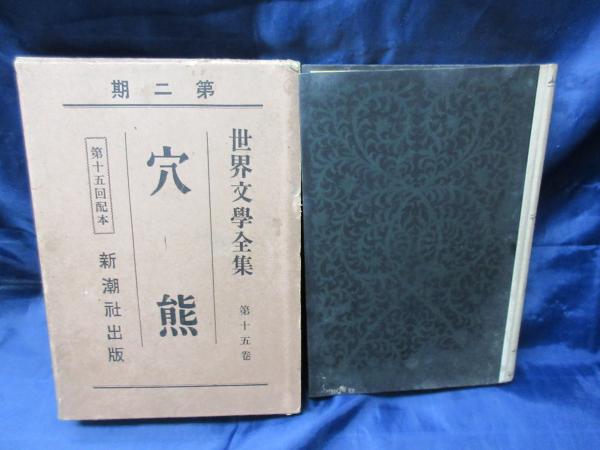 第二期
世界文學全集 第十五卷
穴熊
第十五回配本
新潮社出版